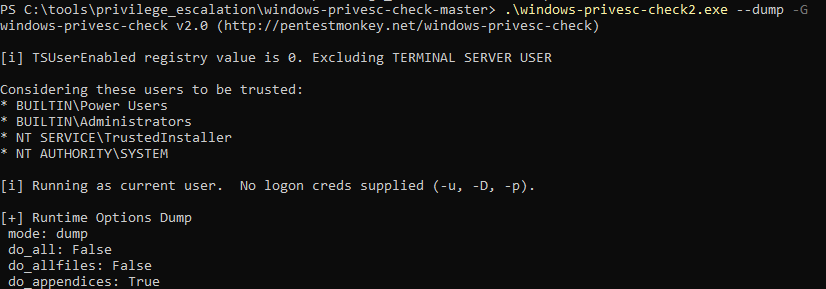 PS C:\tools\privilege_escalation\windows-privesc-check-master> .\windows-privesc-check2.exe --dump -G
windows-privesc-check v2.0 (http://pentestmonkey.net/windows-privesc-check)
[i] TSUserEnabled registry value is 0. Excluding TERMINAL SERVER USER
Considering these users to be trusted:
* BUILTIN\Power Users
* BUILTIN\Administrators
* NT SERVICE\TrustedInstaller
* NT AUTHORITY\SYSTEM
[i] Running as current user.  No logon creds supplied (-u, -D, -p).
[+] Runtime Options Dump
mode: dump
do_all: False
do_allfiles: False
do_appendices: True